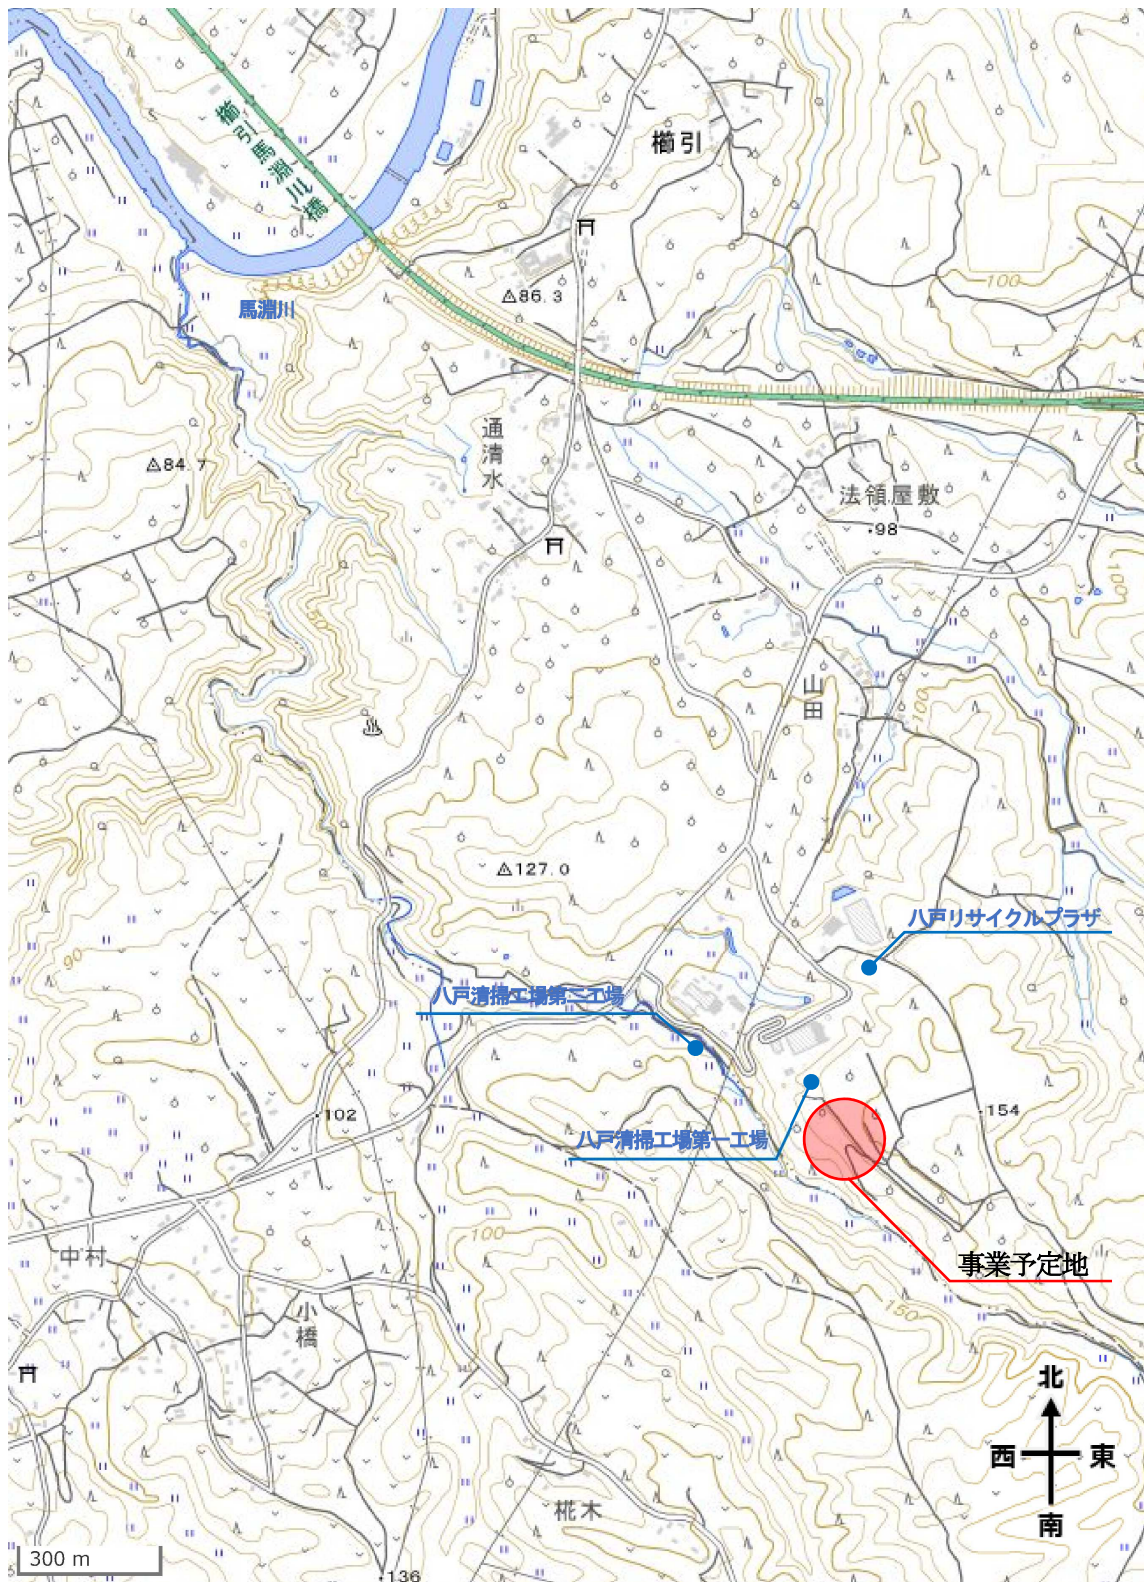 櫛引馬淵川橋
櫛引
100
86.3
馬淵川
通清水
84.7
法領屋敷
98
100
50
山田
100
127.0
八戸リサイクルプラザ
90
八戸清掃工場第二工場
102
154
八戸清掃工場第一工場
100
中村
事業予定地
150
小橋
北
西
東
南
椛木
300 m
136